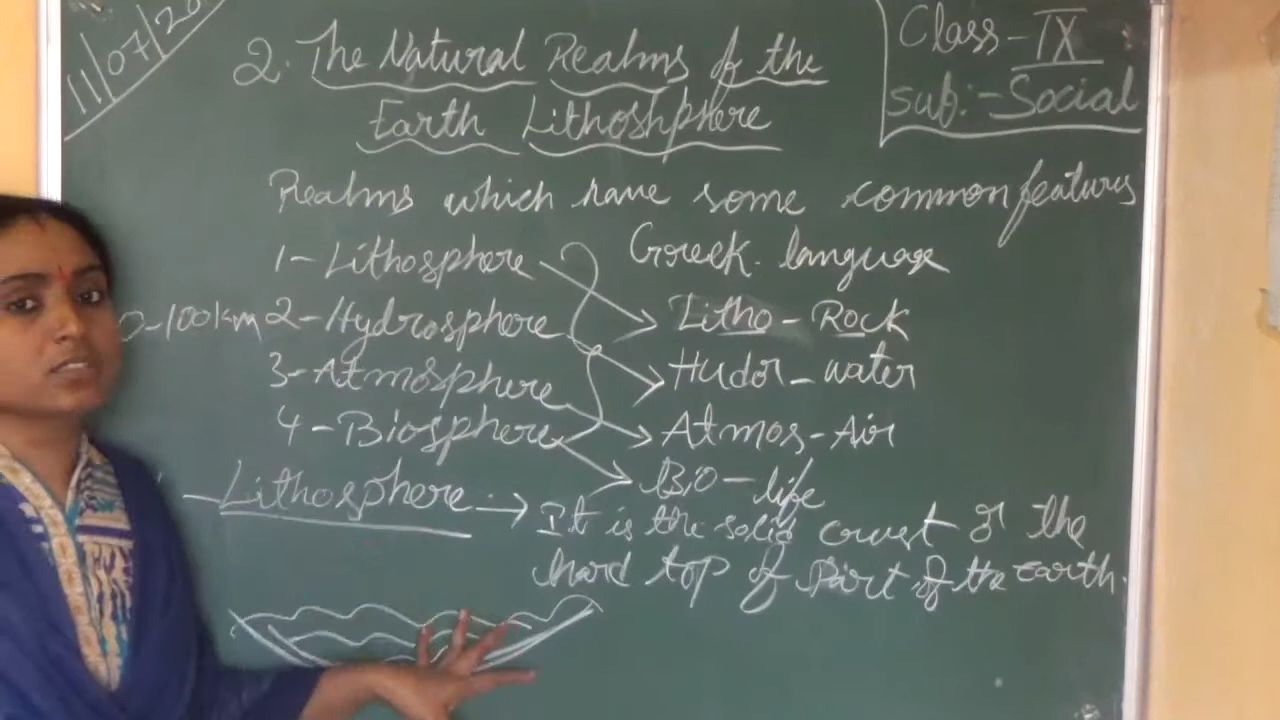 11/07/20
Class-IX
Sub:-Social
2. The Natural Realms of the
Earth Lithoshphere
Realms which have some common features
1-Lithosphere
Greek. language
0-100km 2-Hydrosphere
Litho-Rock
3-Atmosphere
Hudor-water
4-Biosphere
Atmos-Air
Bio-life
-Lithosphere. → It is the solid crust or the
hard top of part of the Earth.